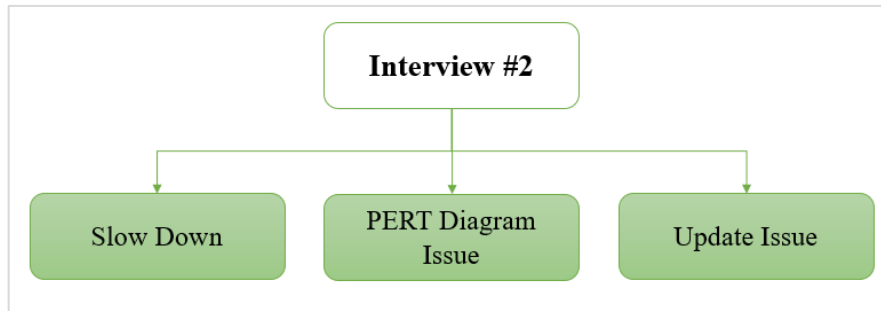 Interview #2
Slow Down
PERT Diagram
Issue
Update Issue